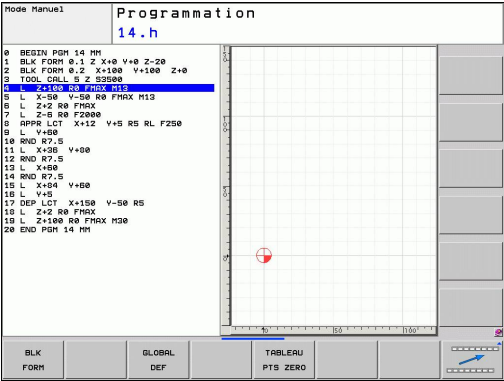 Mode Manuel
Programmation
14.h
0 BEGIN PGM 14 MM
1 BLK FORM 0.1 Z X+0 Y+0 Z-20
2 BLK FORM 0.2 X+100 Y+100 Z+0
3 TOOL CALL 5 Z S3500
4 L Z+100 R0 FMAX M13
5 L X-50 Y-50 R0 FMAX M13
6 L Z+2 R0 FMAX
7 L Z-6 R0 F2000
8 APPR LCT X+12 Y+5 R5 RL F250
9 L Y+60
10 RND R7.5
11 L X+36 Y+80
12 RND R7.5
13 L X+60
14 RND R7.5
15 L X+84 Y+60
16 L Y+5
17 DEP LCT X+150 Y-50 R5
18 L Z+2 R0 FMAX
19 L Z+100 R0 FMAX M30
20 END PGM 14 MM
50
100
BLK FORM
GLOBAL DEF
TABLEAU PTS ZERO